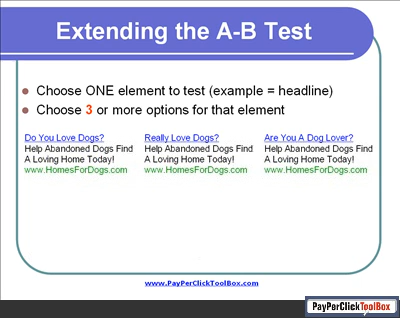 Extending the A-B Test
Choose ONE element to test (example = headline)
Choose 3 or more options for that element
Do You Love Dogs?
Help Abandoned Dogs Find
A Loving Home Today!
www.HomesForDogs.com
Really Love Dogs?
Help Abandoned Dogs Find
A Loving Home Today!
www.HomesForDogs.com
Are You A Dog Lover?
Help Abandoned Dogs Find
A Loving Home Today!
www.HomesForDogs.com
www.PayPerClickToolBox.com
PayPerClickToolBox